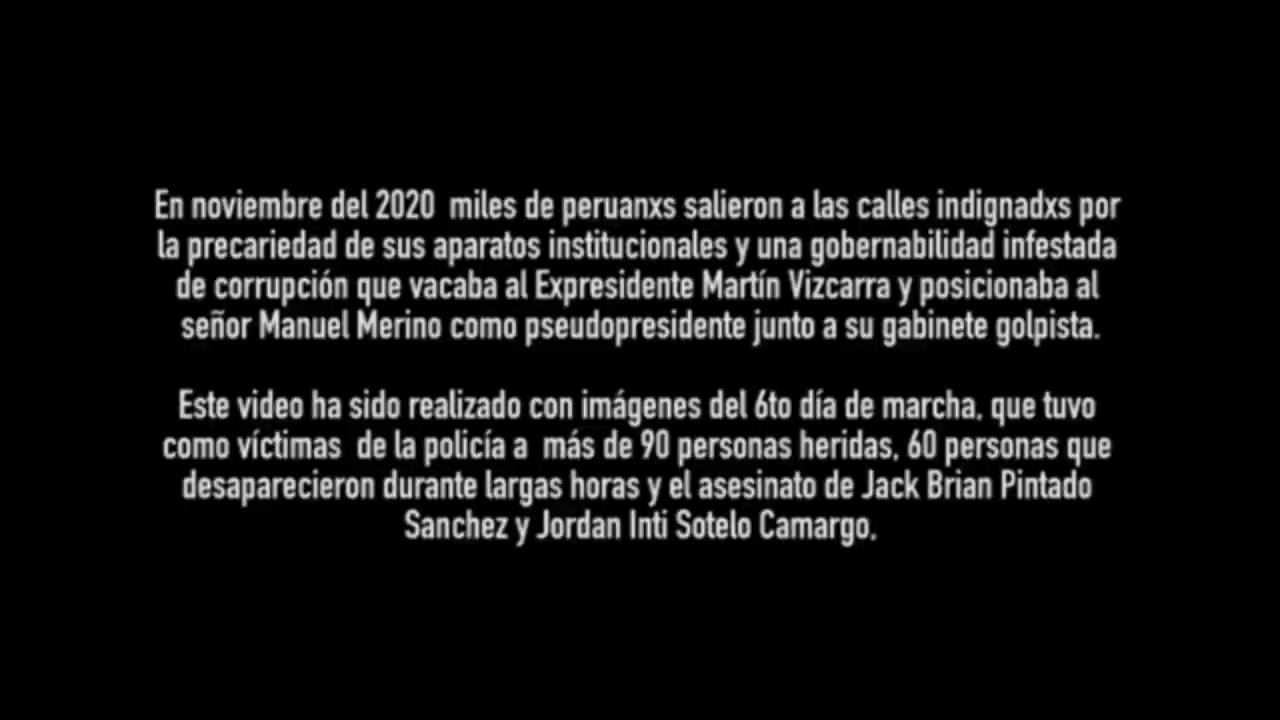 En noviembre del 2020  miles de peruanxs salieron a las calles indignadxs por
la precariedad de sus aparatos institucionales y una gobernabilidad infestada
de corrupción que vacaba al Expresidente Martín Vizcarra y posicionaba al
señor Manuel Merino como pseudopresidente junto a su gabinete golpista.
Este video ha sido realizado con imágenes del 6to día de marcha, que tuvo
como víctimas  de la policía a  más de 90 personas heridas, 60 personas que
desaparecieron durante largas horas y el asesinato de Jack Brian Pintado
Sanchez y Jordan Inti Sotelo Camargo.